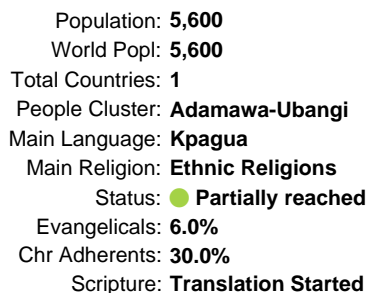 Population: 5,600
World Popl: 5,600
Total Countries: 1
People Cluster: Adamawa-Ubangi
Main Language: Kpagua
Main Religion: Ethnic Religions
Status: Partially reached
Evangelicals: 6.0%
Chr Adherents: 30.0%
Scripture: Translation Started